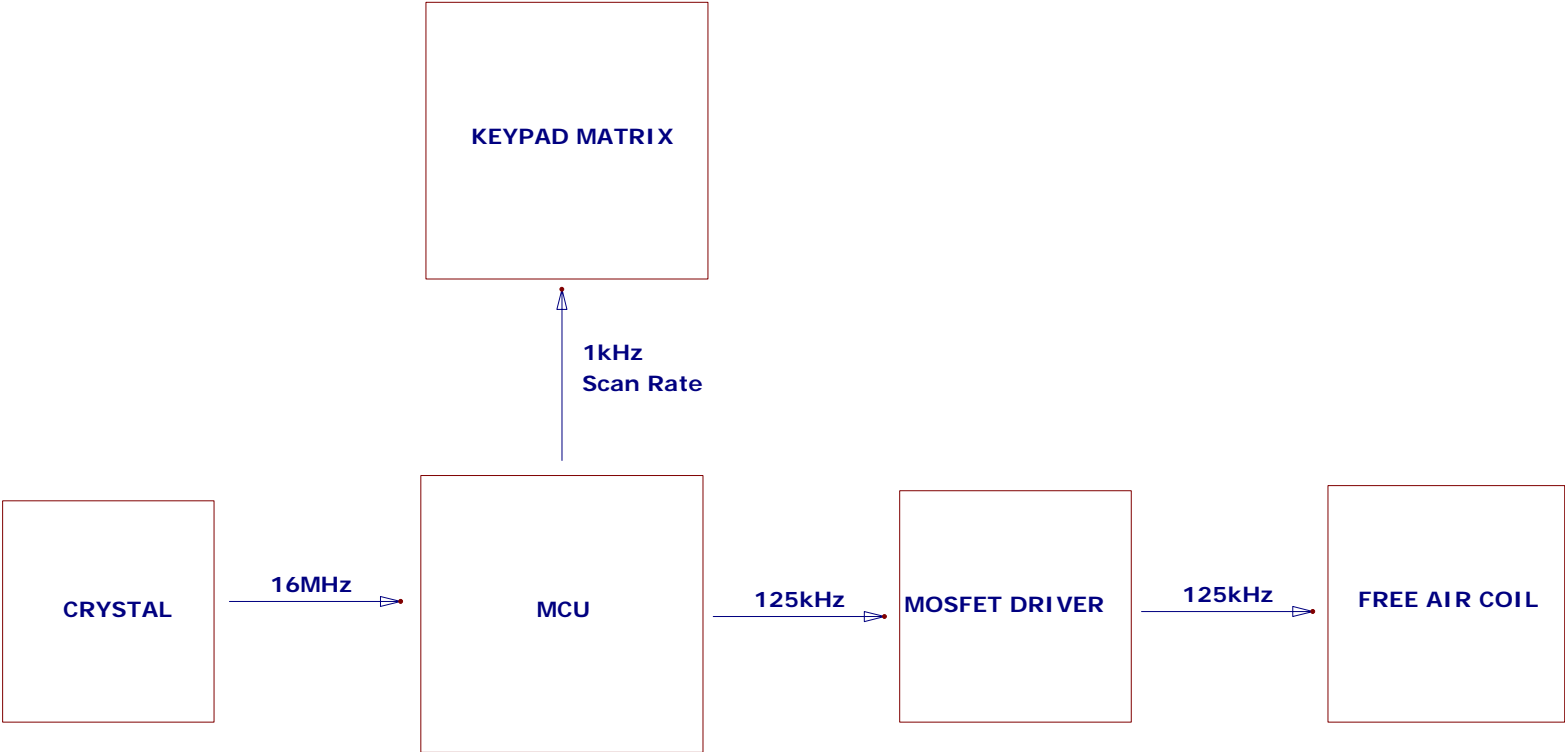 KEYPAD MATRIX
1kHz
Scan Rate
CRYSTAL
16MHz
MCU
125kHz
MOSFET DRIVER
125kHz
FREE AIR COIL